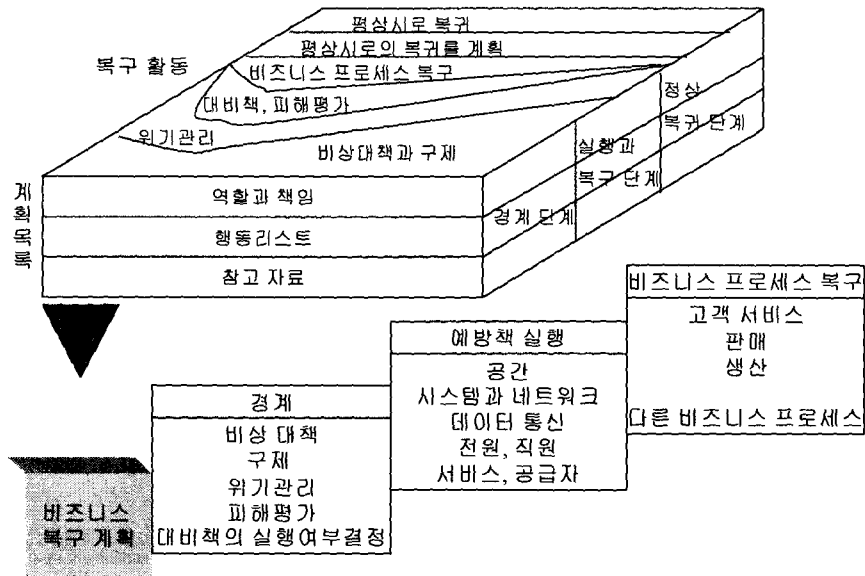 평상시로 복귀
평상시로의 복귀를 계획
복구 활동
비즈니스 프로세스 복구
대비책, 피해평가
위기관리
비상대책과 구제
정상
복귀 단계
실행과
복구 단계
경계 단계
계획목록
역할과 책임
행동리스트
참고 자료
비즈니스 프로세스 복구
고객 서비스
판매
생산
다른 비즈니스 프로세스
예방책 실행
공간
시스템과 네트워크
데이터 통신
전원, 직원
서비스, 공급자
경계
비상 대책
구제
위기관리
피해평가
대비책의 실행여부결정
비즈니스
복구 계획